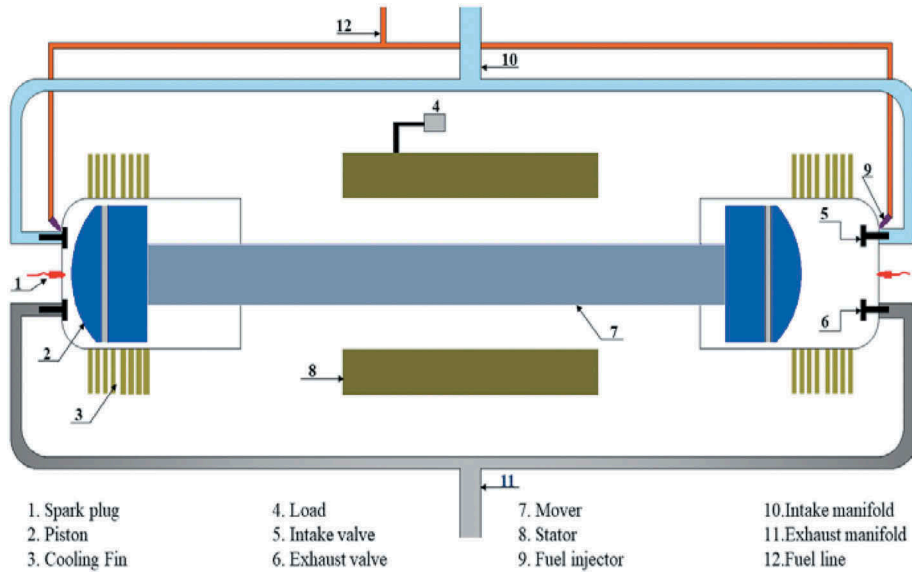 12
10
4
9
5
1
2
3
6
7
8
11
1. Spark plug
2. Piston
3. Cooling Fin
4. Load
5. Intake valve
6. Exhaust valve
7. Mover
8. Stator
9. Fuel injector
10.Intake manifold
11.Exhaust manifold
12.Fuel line